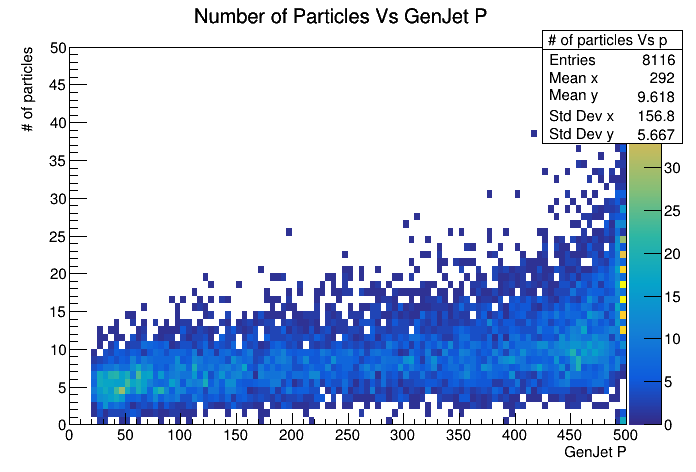 Number of Particles Vs GenJet P
# of particles Vs p
Entries 8116
Mean x 292
Mean y 9.618
Std Dev x 156.8
Std Dev y 5.667
# of particles
50
45
40
35
30
25
20
15
10
5
0
30
25
20
15
10
5
0
0 50 100 150 200 250 300 350 400 450 500
GenJet P